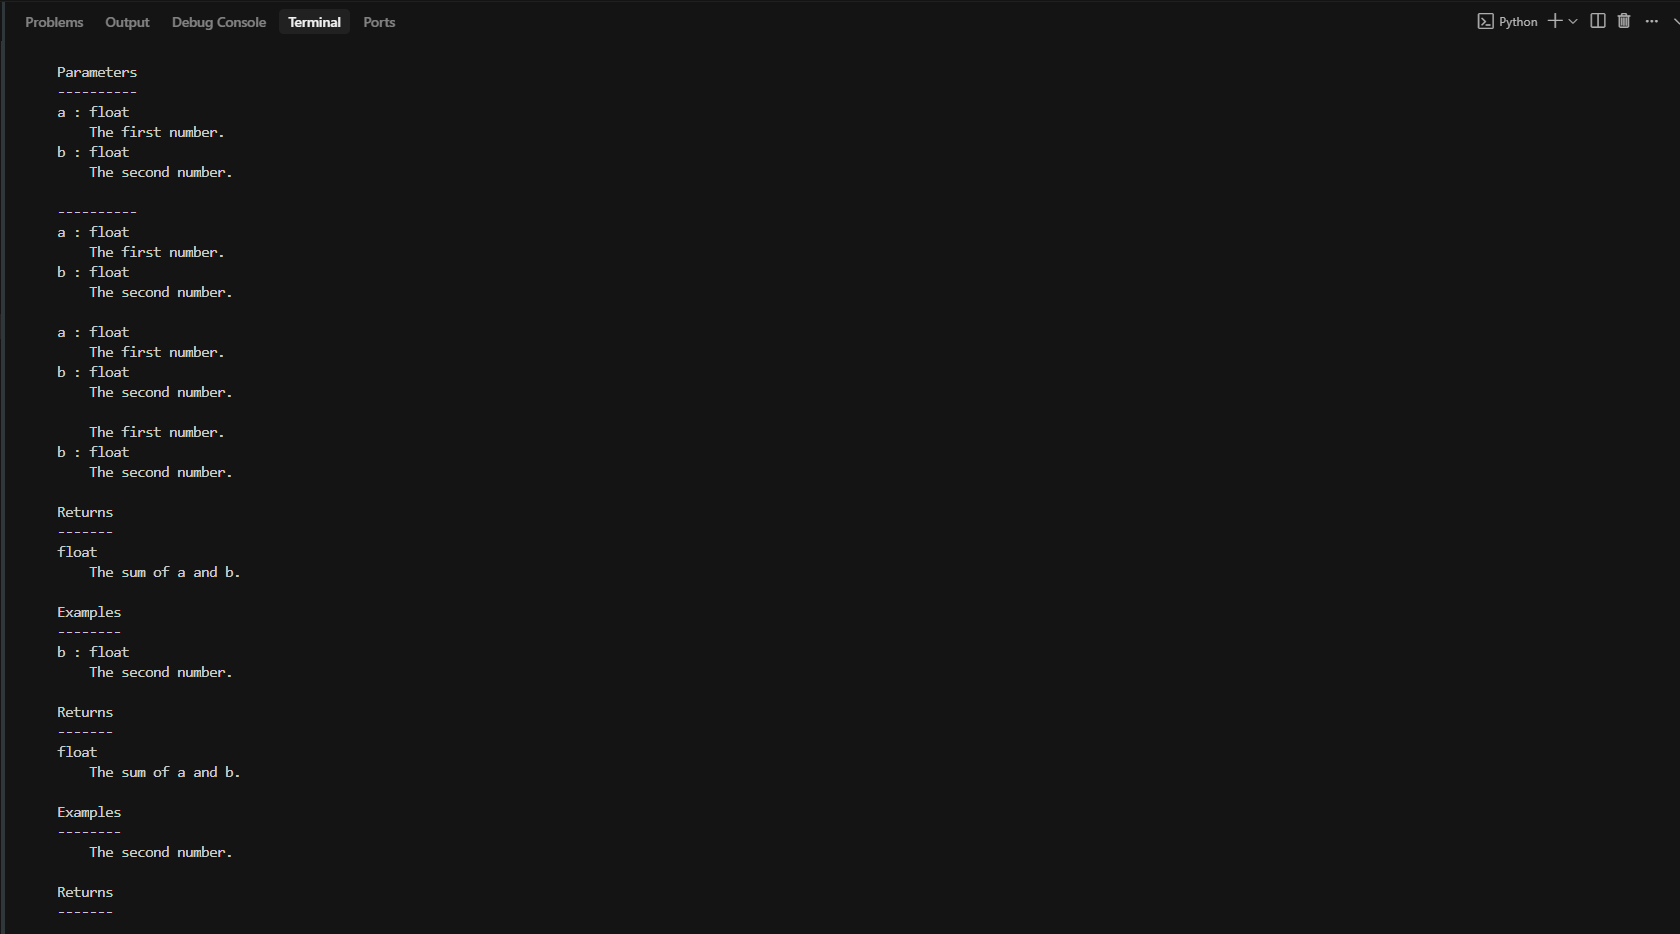 Problems Output Debug Console Terminal Ports Python
Parameters
----------
a : float
    The first number.
b : float
    The second number.

----------
a : float
    The first number.
b : float
    The second number.

a : float
    The first number.
b : float
    The second number.

    The first number.
b : float
    The second number.

Returns
-------
float
    The sum of a and b.

Examples
--------
b : float
    The second number.

Returns
-------
float
    The sum of a and b.

Examples
--------
    The second number.

Returns
-------